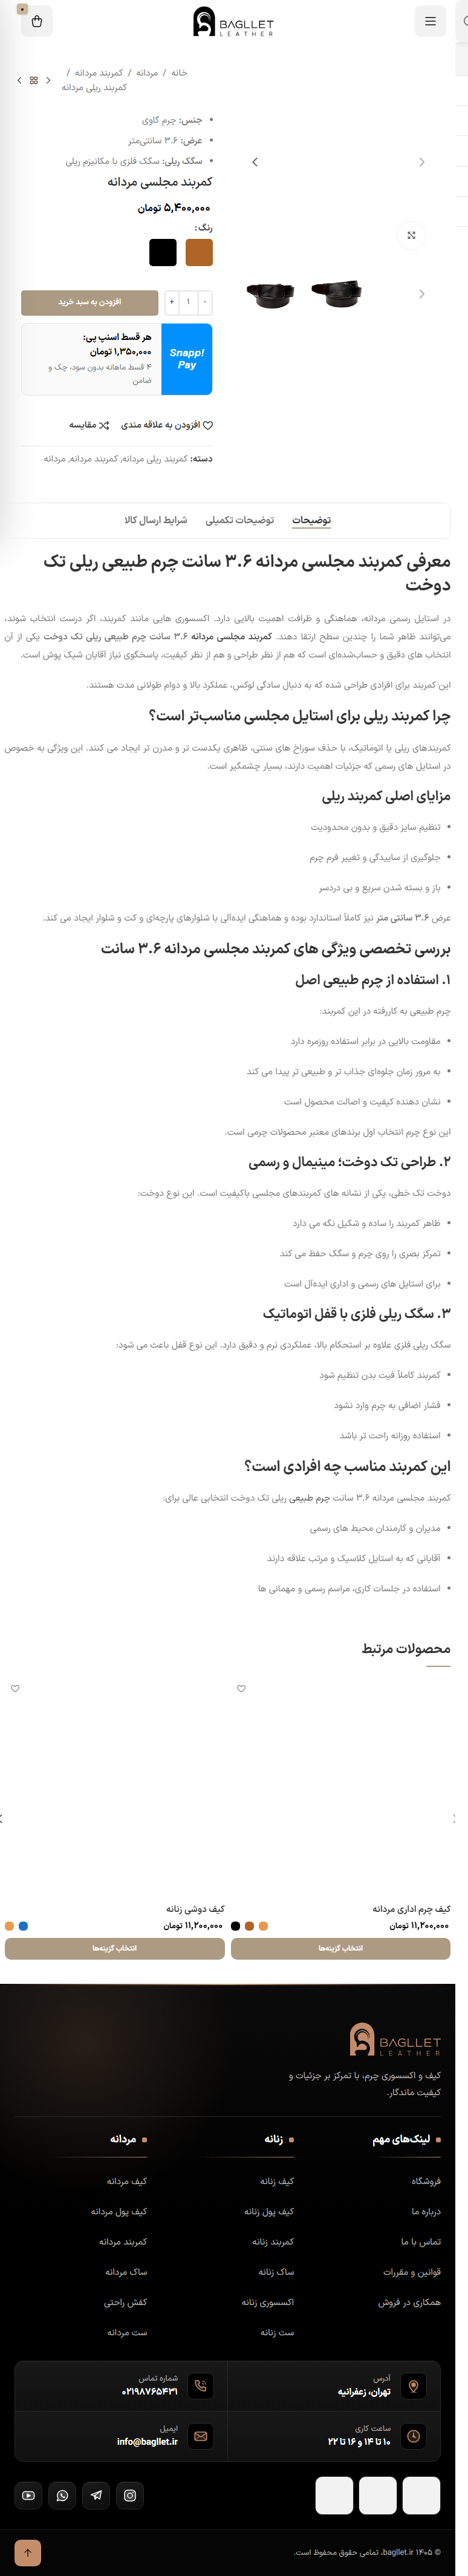 ۰
BAGLLET
LEATHER
خانه / مردانه / کمربند مردانه /
کمربند ریلی مردانه
جنس: چرم گاوی
عرض: ۳.۶ سانتی‌متر
سگک ریلی: سگک فلزی با مکانیزم ریلی
کمربند مجلسی مردانه
۵,۴۰۰,۰۰۰ تومان
رنگ:
- ۱ +
افزودن به سبد خرید
Snapp!
Pay
هر قسط اسنپ پی:
۱,۳۵۰,۰۰۰ تومان
۴ قسط ماهانه بدون سود، چک و
ضامن
افزودن به علاقه مندی
مقایسه
دسته: کمربند ریلی مردانه, کمربند مردانه, مردانه
توضیحات
توضیحات تکمیلی
شرایط ارسال کالا
معرفی کمربند مجلسی مردانه ۳.۶ سانت چرم طبیعی ریلی تک
دوخت
در استایل رسمی مردانه، هماهنگی و ظرافت اهمیت بالایی دارد. اکسسوری هایی مانند کمربند، اگر درست انتخاب شوند،
می‌توانند ظاهر شما را چندین سطح ارتقا دهند. کمربند مجلسی مردانه ۳.۶ سانت چرم طبیعی ریلی تک دوخت یکی از آن
انتخاب های دقیق و حساب‌شده‌ای است که هم از نظر طراحی و هم از نظر کیفیت، پاسخگوی نیاز آقایان شیک پوش است.
این کمربند برای افرادی طراحی شده که به دنبال سادگی لوکس، عملکرد بالا و دوام طولانی مدت هستند.
چرا کمربند ریلی برای استایل مجلسی مناسب‌تر است؟
کمربندهای ریلی یا اتوماتیک، با حذف سوراخ های سنتی، ظاهری یکدست تر و مدرن تر ایجاد می کنند. این ویژگی به خصوص
در استایل رسمی که جزئیات اهمیت دارند، بسیار چشمگیر است.
مزایای اصلی کمربند ریلی
تنظیم سایز دقیق و بدون محدودیت
جلوگیری از ساییدگی و تغییر فرم چرم
باز و بسته شدن سریع و بی دردسر
عرض ۳.۶ سانتی متر نیز کاملاً استاندارد بوده و هماهنگی ایده‌آلی با شلوارهای پارچه‌ای و کت و شلوار ایجاد می کند.
بررسی تخصصی ویژگی های کمربند مجلسی مردانه ۳.۶ سانت
۱. استفاده از چرم طبیعی اصل
چرم طبیعی به کاررفته در این کمربند:
مقاومت بالایی در برابر استفاده روزمره دارد
به مرور زمان جلوه‌ای جذاب تر و طبیعی تر پیدا می کند
نشان دهنده کیفیت و اصالت محصول است
این نوع چرم انتخاب اول برندهای معتبر محصولات چرمی است.
۲. طراحی تک دوخت؛ مینیمال و رسمی
دوخت تک خطی، یکی از نشانه های کمربندهای مجلسی باکیفیت است. این نوع دوخت:
ظاهر کمربند را ساده و شکیل نگه می دارد
تمرکز بصری را روی چرم و سگک حفظ می کند
برای استایل های رسمی و اداری ایده‌آل است
۳. سگک ریلی فلزی با قفل اتوماتیک
سگک ریلی فلزی علاوه بر استحکام بالا، عملکردی نرم و دقیق دارد. این نوع قفل باعث می شود:
کمربند کاملاً فیت بدن تنظیم شود
فشار اضافی به چرم وارد نشود
استفاده روزانه راحت تر باشد
این کمربند مناسب چه افرادی است؟
کمربند مجلسی مردانه ۳.۶ سانت چرم طبیعی ریلی تک دوخت انتخابی عالی برای:
مدیران و کارمندان محیط های رسمی
آقایانی که به استایل کلاسیک و مرتب علاقه دارند
استفاده در جلسات کاری، مراسم رسمی و مهمانی ها
محصولات مرتبط
کیف چرم اداری مردانه
۱۱,۲۰۰,۰۰۰ تومان
انتخاب گزینه‌ها
کیف دوشی زنانه
۱۱,۲۰۰,۰۰۰ تومان
انتخاب گزینه‌ها
BAGLLET
LEATHER
کیف و اکسسوری چرم، با تمرکز بر جزئیات و
کیفیت ماندگار.
لینک‌های مهم
فروشگاه
درباره ما
تماس با ما
قوانین و مقررات
همکاری در فروش
زنانه
کیف زنانه
کیف پول زنانه
کمربند زنانه
ساک زنانه
اکسسوری زنانه
ست زنانه
مردانه
کیف مردانه
کیف پول مردانه
کمربند مردانه
ساک مردانه
کفش راحتی
ست مردانه
آدرس
تهران، زعفرانیه
شماره تماس
۰۲۱۹۸۷۶۵۴۳۱
ساعت کاری
۱۰ تا ۱۴ و ۱۶ تا ۲۲
ایمیل
info@bagllet.ir
© ۱۴۰۵ bagllet.ir، تمامی حقوق محفوظ است.